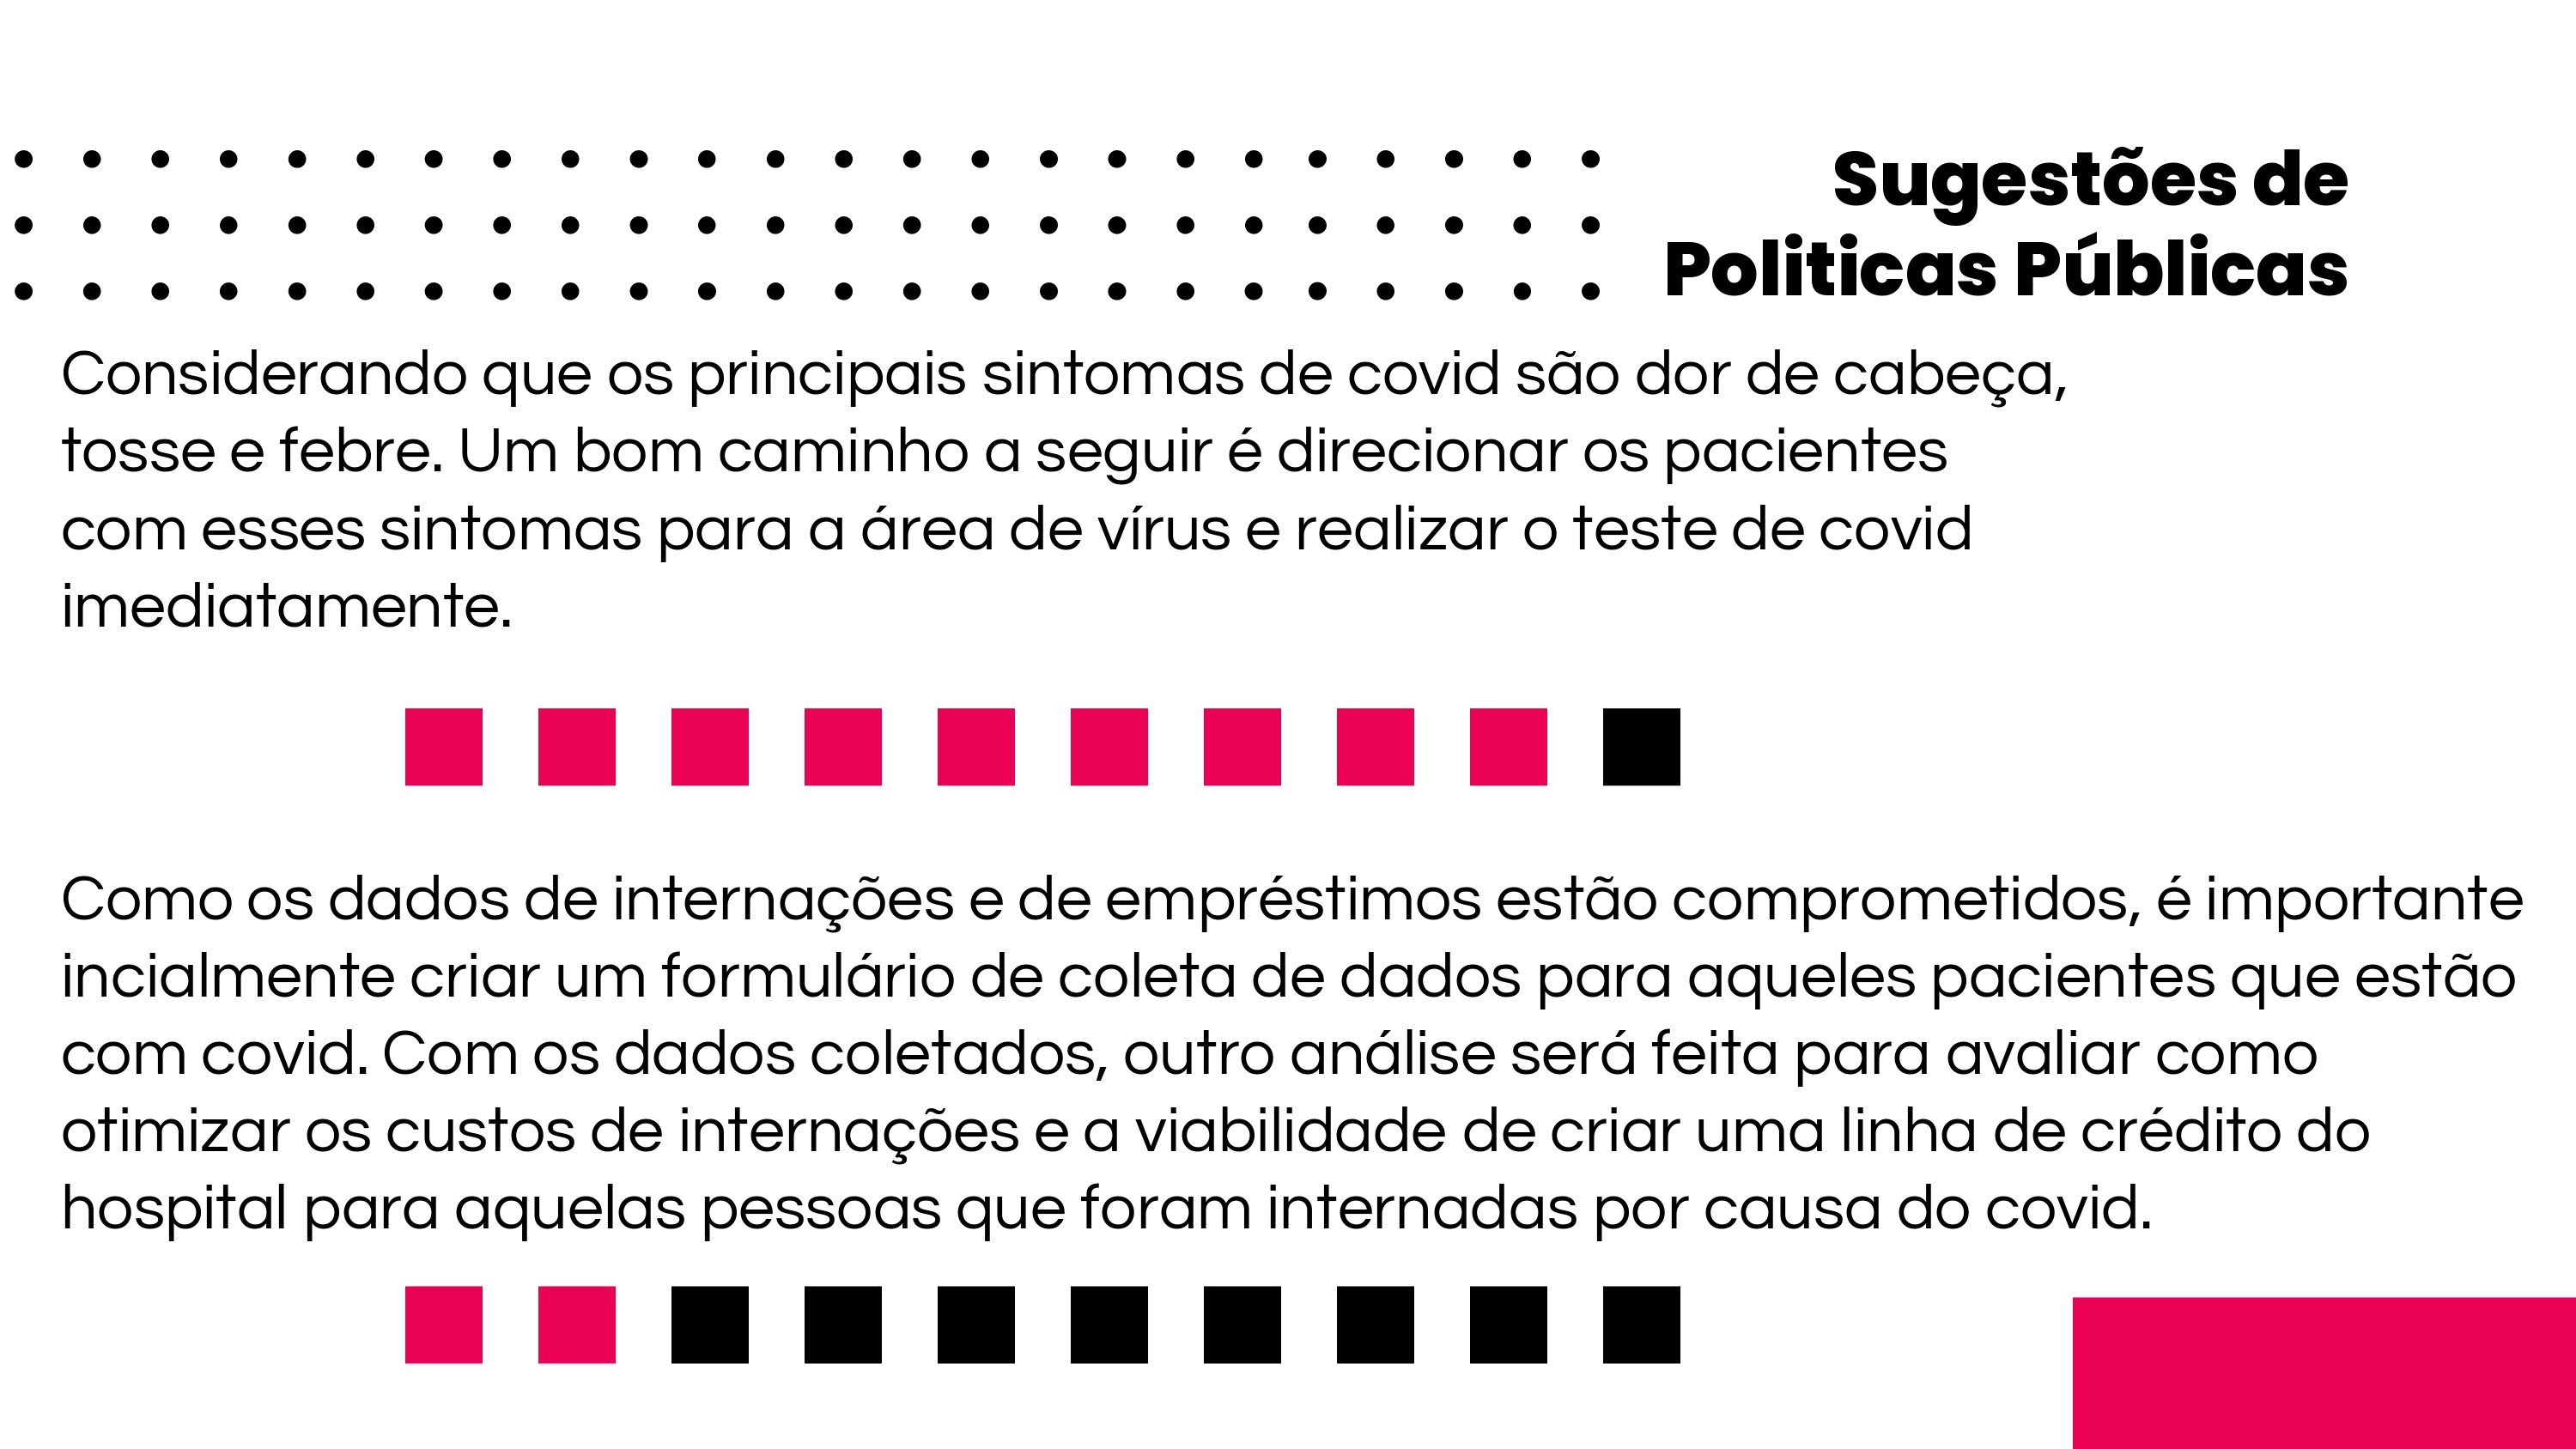 Sugestões de
Politicas Públicas
Considerando que os principais sintomas de covid são dor de cabeça,
tosse e febre. Um bom caminho a seguir é direcionar os pacientes
com esses sintomas para a área de vírus e realizar o teste de covid
imediatamente.
Como os dados de internações e de empréstimos estão comprometidos, é importante
incialmente criar um formulário de coleta de dados para aqueles pacientes que estão
com covid. Com os dados coletados, outro análise será feita para avaliar como
otimizar os custos de internações e a viabilidade de criar uma linha de crédito do
hospital para aquelas pessoas que foram internadas por causa do covid.